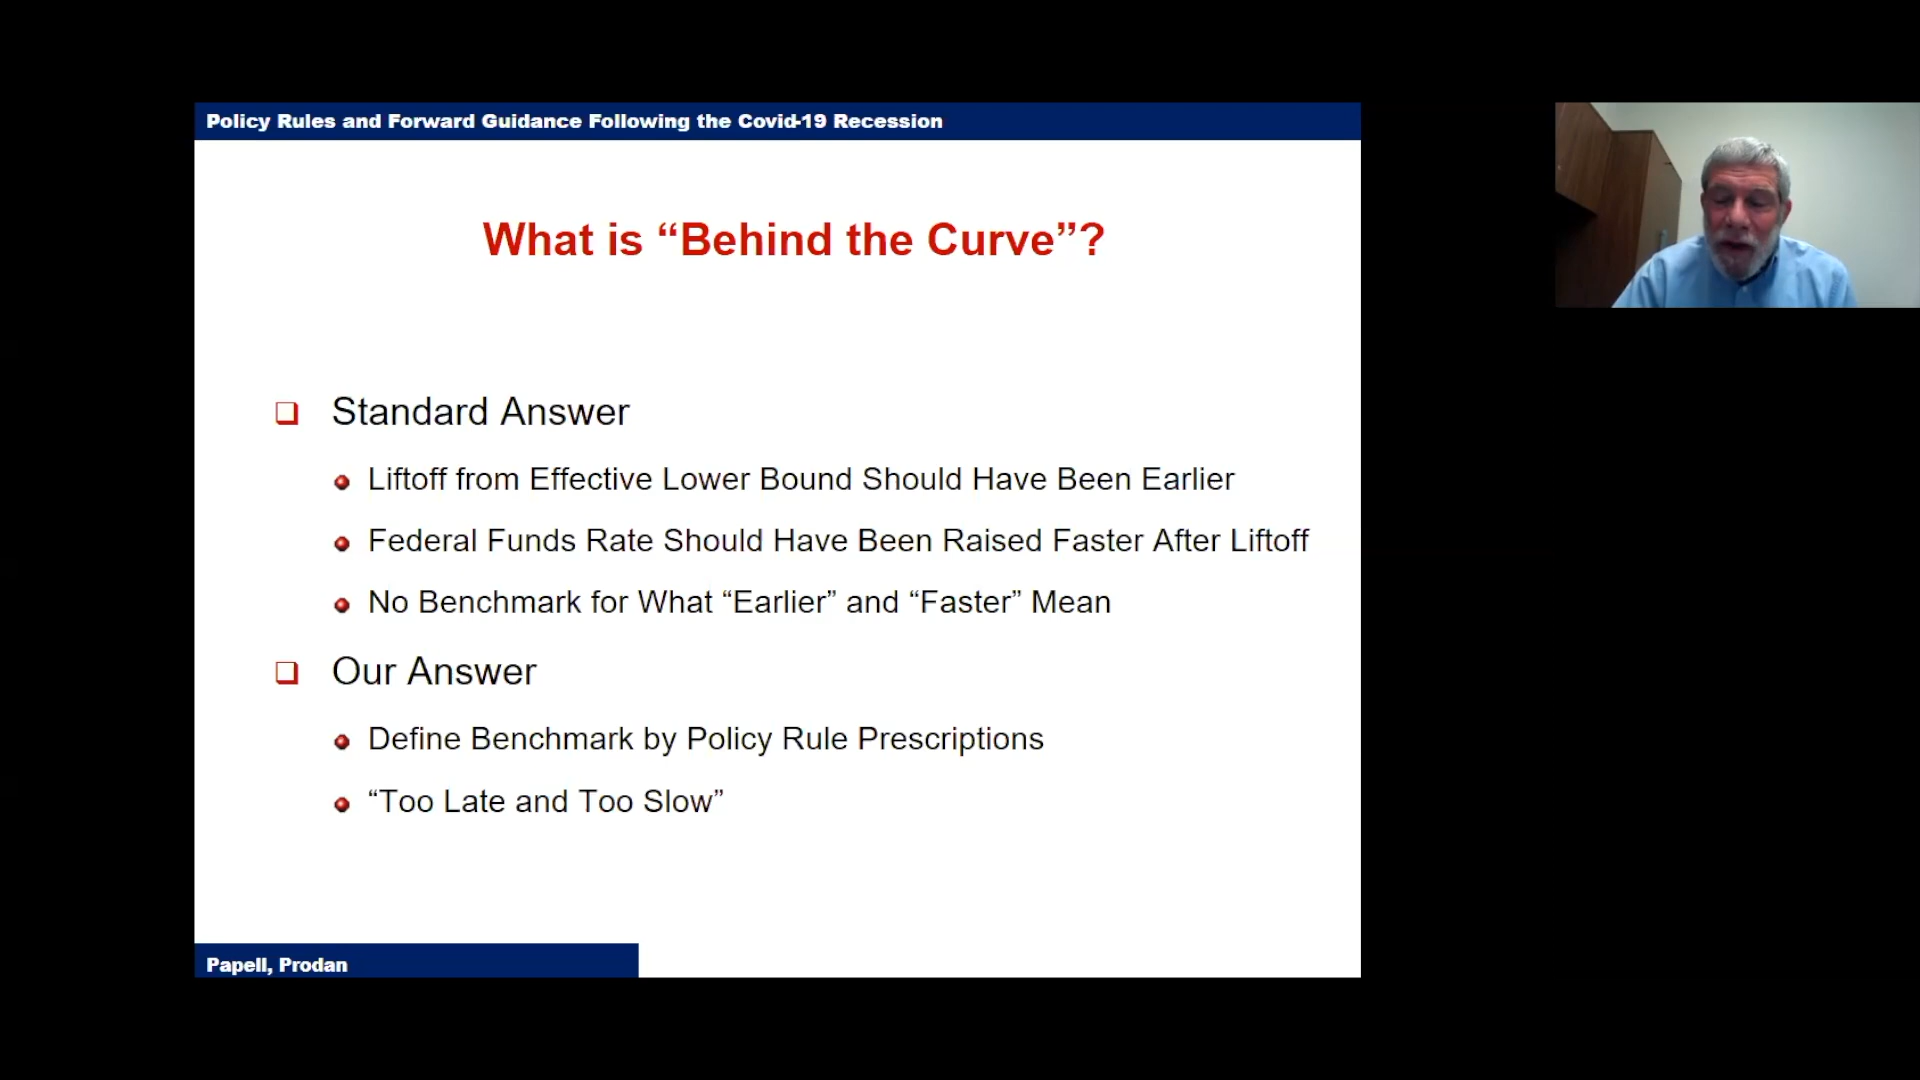 Policy Rules and Forward Guidance Following the Covid-19 Recession
What is “Behind the Curve”?
Standard Answer
Liftoff from Effective Lower Bound Should Have Been Earlier
Federal Funds Rate Should Have Been Raised Faster After Liftoff
No Benchmark for What “Earlier” and “Faster” Mean
Our Answer
Define Benchmark by Policy Rule Prescriptions
“Too Late and Too Slow”
Papell, Prodan